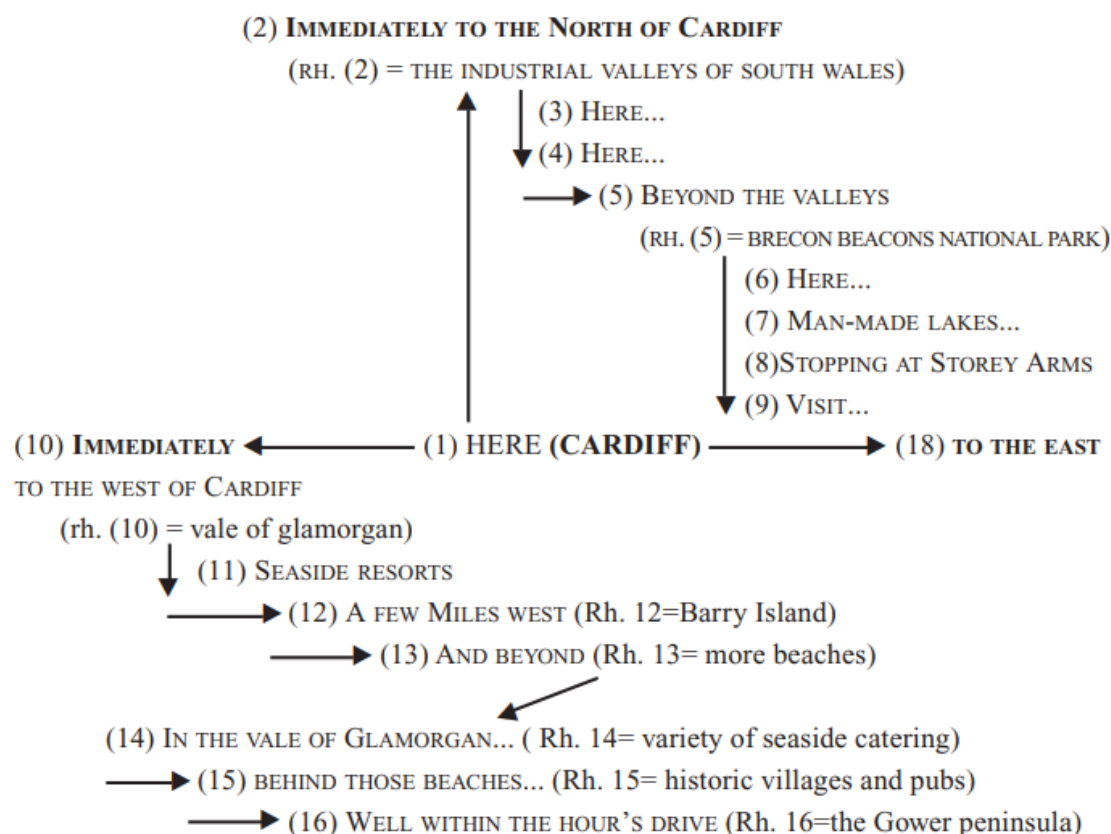 (2) IMMEDIATELY TO THE NORTH OF CARDIFF
(RH. (2) = THE INDUSTRIAL VALLEYS OF SOUTH WALES)
(3) HERE...
(4) HERE...
(5) BEYOND THE VALLEYS
(RH. (5) = BRECON BEACONS NATIONAL PARK)
(6) HERE...
(7) MAN-MADE LAKES...
(8)STOPPING AT STOREY ARMS
(9) VISIT...
(10) IMMEDIATELY (1) HERE (CARDIFF) (18) TO THE EAST
TO THE WEST OF CARDIFF
(rh. (10) = vale of glamorgan)
(11) SEASIDE RESORTS
(12) A FEW MILES WEST (Rh. 12=Barry Island)
(13) AND BEYOND (Rh. 13= more beaches)
(14) IN THE VALE OF GLAMORGAN... ( Rh. 14= variety of seaside catering)
(15) BEHIND THOSE BEACHES... (Rh. 15= historic villages and pubs)
(16) WELL WITHIN THE HOUR'S DRIVE (Rh. 16=the Gower peninsula)